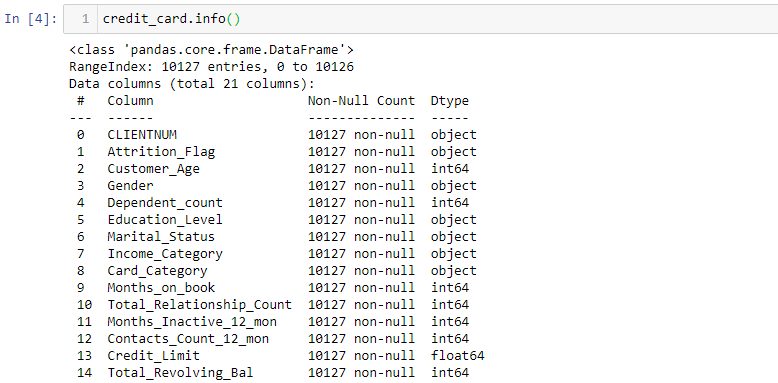 In [4]: 1 credit_card.info()
<class 'pandas.core.frame.DataFrame'>
RangeIndex: 10127 entries, 0 to 10126
Data columns (total 21 columns):
 #   Column                    Non-Null Count  Dtype
---  ------                    --------------  -----
 0   CLIENTNUM                 10127 non-null  object
 1   Attrition_Flag            10127 non-null  object
 2   Customer_Age              10127 non-null  int64
 3   Gender                    10127 non-null  object
 4   Dependent_count           10127 non-null  int64
 5   Education_Level           10127 non-null  object
 6   Marital_Status            10127 non-null  object
 7   Income_Category           10127 non-null  object
 8   Card_Category             10127 non-null  object
 9   Months_on_book            10127 non-null  int64
 10  Total_Relationship_Count  10127 non-null  int64
 11  Months_Inactive_12_mon    10127 non-null  int64
 12  Contacts_Count_12_mon     10127 non-null  int64
 13  Credit_Limit              10127 non-null  float64
 14  Total_Revolving_Bal       10127 non-null  int64